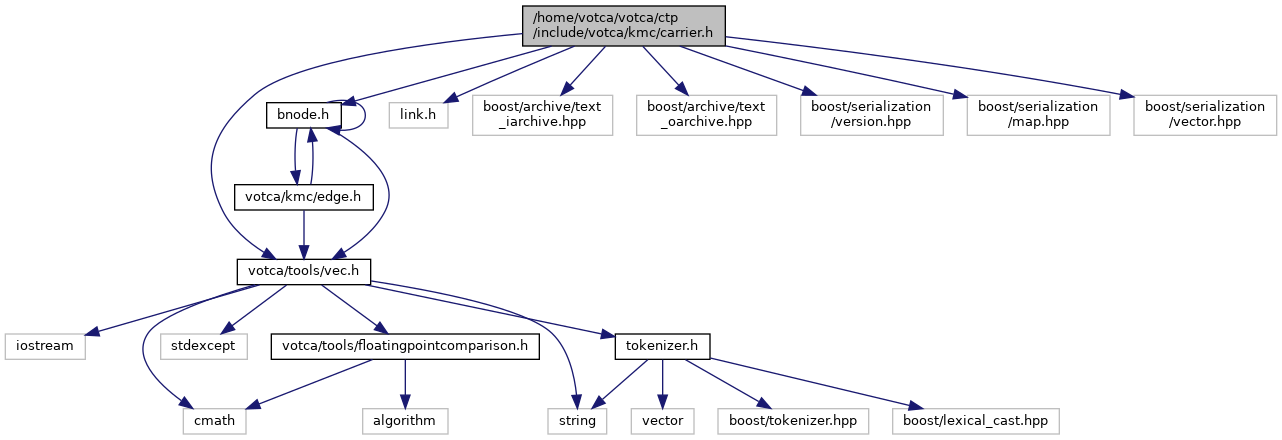 /home/votca/votca/ctp
/include/votca/kmc/carrier.h
bnode.h
link.h
boost/archive/text
_iarchive.hpp
boost/archive/text
_oarchive.hpp
boost/serialization
/version.hpp
boost/serialization
/map.hpp
boost/serialization
/vector.hpp
votca/kmc/edge.h
votca/tools/vec.h
iostream
stdexcept
votca/tools/floatingpointcomparison.h
tokenizer.h
cmath
algorithm
string
vector
boost/tokenizer.hpp
boost/lexical_cast.hpp